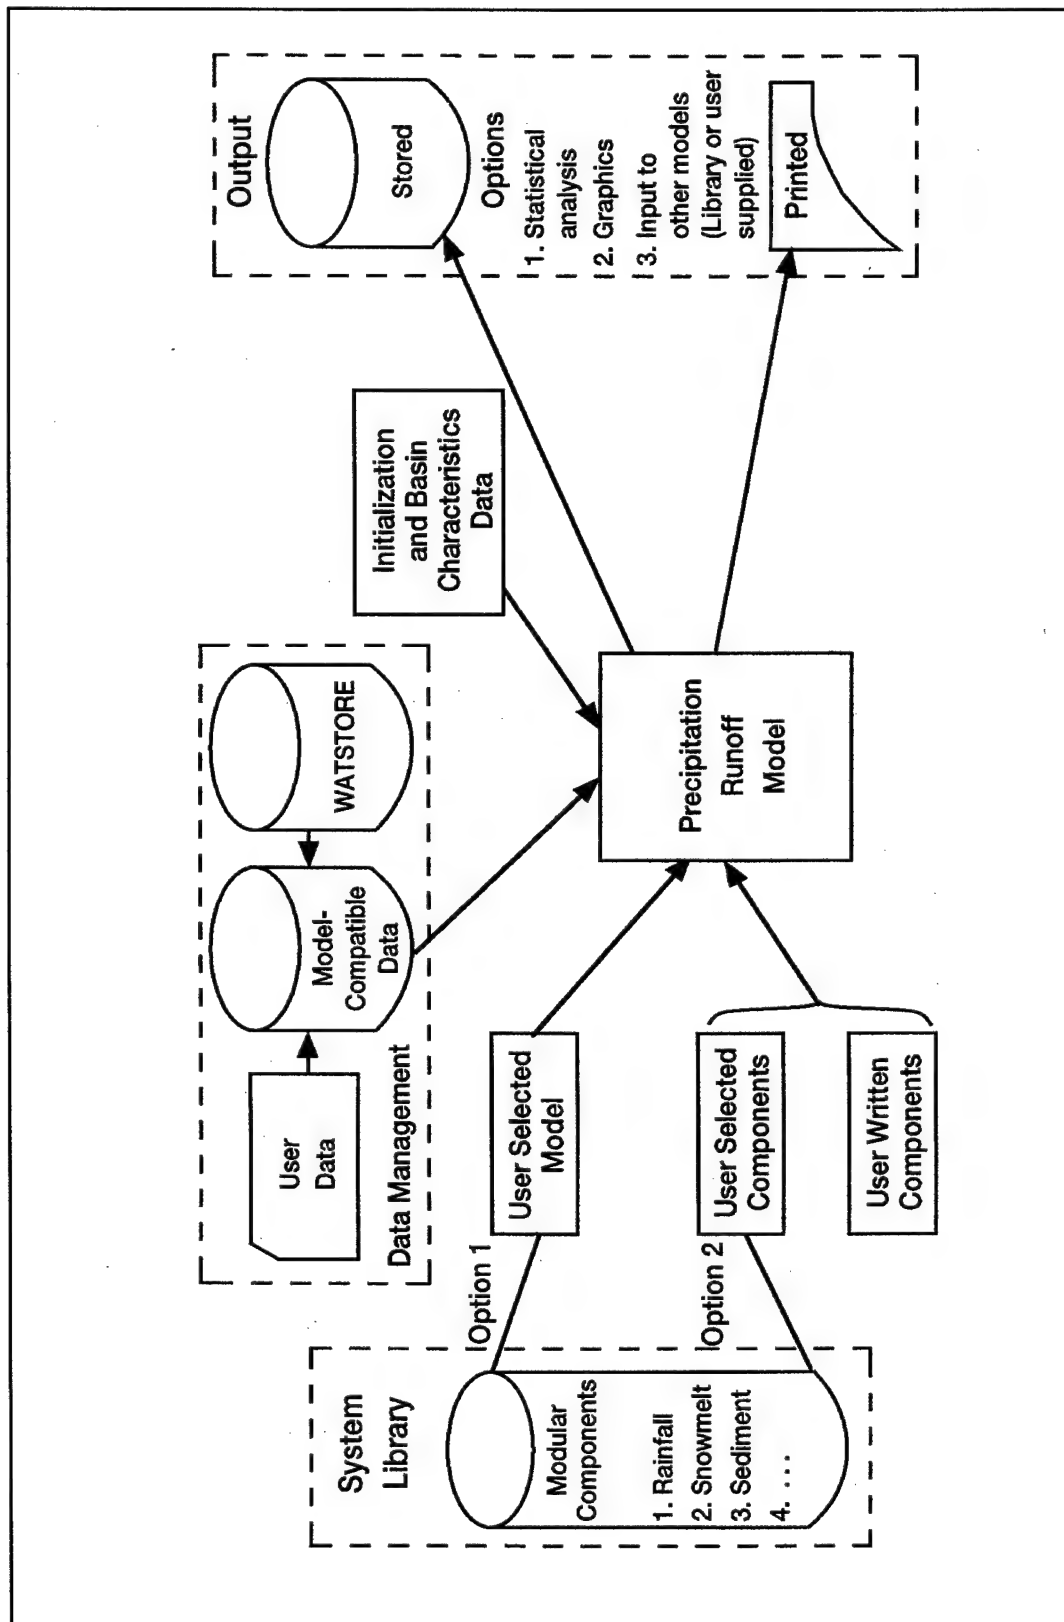 System
Library
Modular
Components
1. Rainfall
2. Snowmelt
3. Sediment
4. . . .
Option 1
Option 2
User
Data
Data Management
Model-
Compatible
Data
WATSTORE
User Selected
Model
User Selected
Components
User Written
Components
Initialization
and Basin
Characteristics
Data
Precipitation
Runoff
Model
Output
Stored
Options
1. Statistical
analysis
2. Graphics
3. Input to
other models
(Library or user
supplied)
Printed